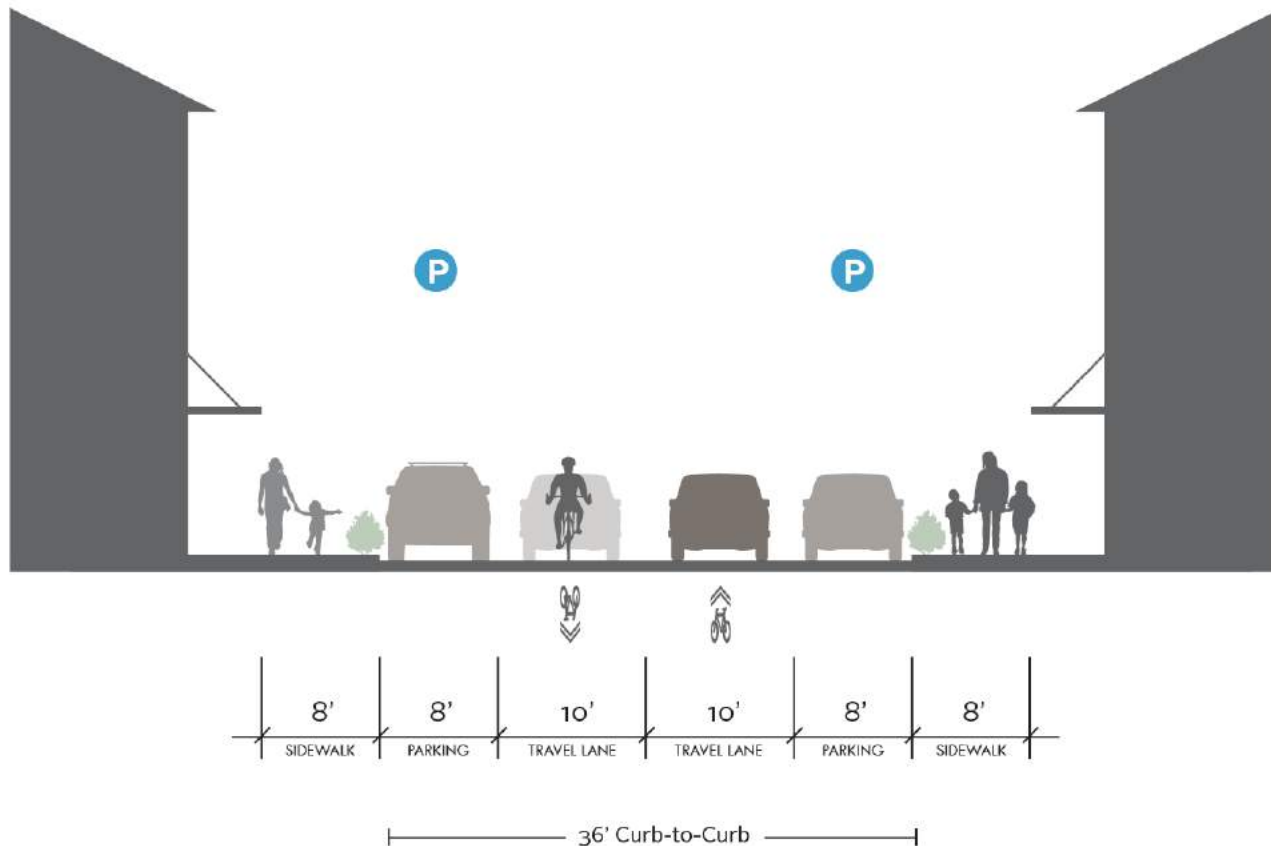 P P
8' 8' 10' 10' 8' 8'
SIDEWALK PARKING TRAVEL LANE TRAVEL LANE PARKING SIDEWALK
36' Curb-to-Curb